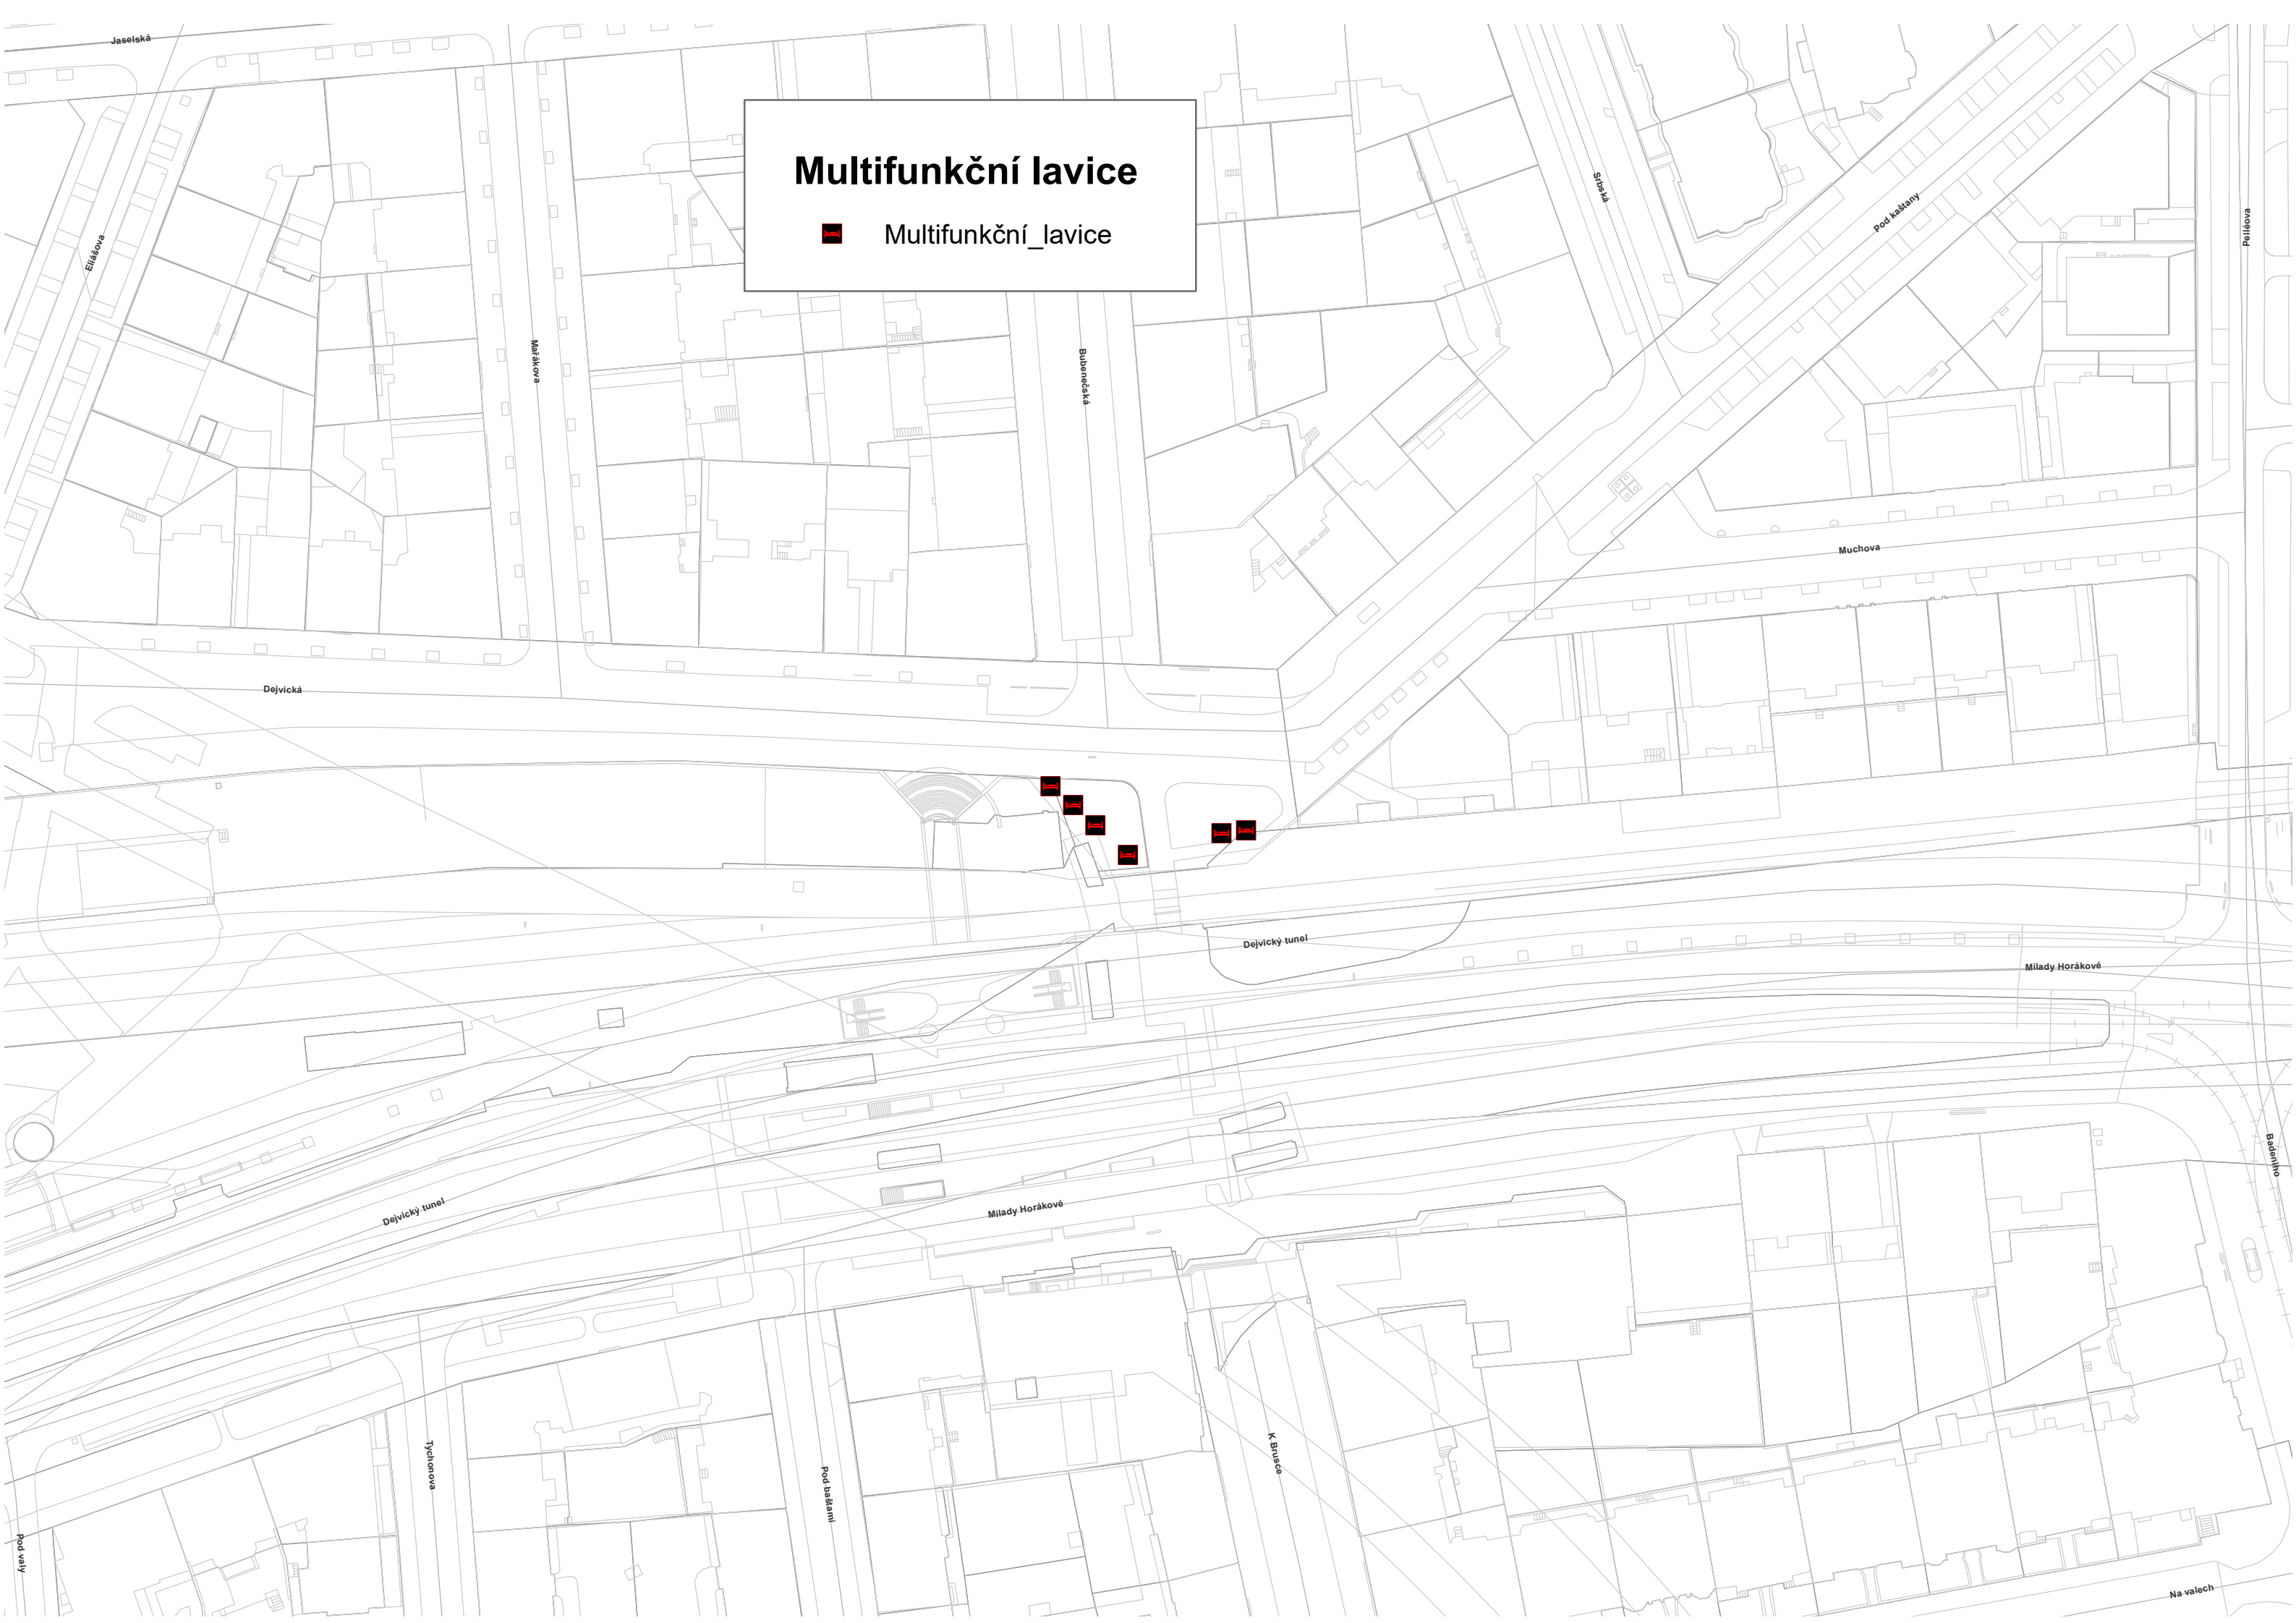 Jaselská
Multifunkční lavice
Multifunkční_lavice
Eliášova
Mařákova
Bubenečská
Srbská
Pod kaštany
Pelléova
Muchova
Dejvická
Dejvický tunel
Milady Horákové
Badeniho
Dejvický tunel
Milady Horákové
Tychonova
Pod baštami
K Brusce
Pod valy
Na valech